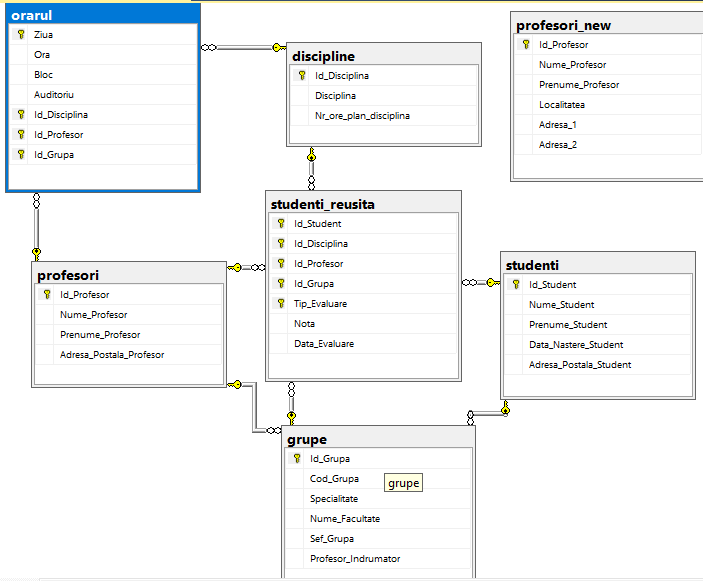 orarul
Ziua
Ora
Bloc
Auditoriu
Id_Disciplina
Id_Profesor
Id_Grupa
discipline
Id_Disciplina
Disciplina
Nr_ore_plan_disciplina
profesori_new
Id_Profesor
Nume_Profesor
Prenume_Profesor
Localitatea
Adresa_1
Adresa_2
studenti_reusita
Id_Student
Id_Disciplina
Id_Profesor
Id_Grupa
Tip_Evaluare
Nota
Data_Evaluare
profesori
Id_Profesor
Nume_Profesor
Prenume_Profesor
Adresa_Postala_Profesor
studenti
Id_Student
Nume_Student
Prenume_Student
Data_Nastere_Student
Adresa_Postala_Student
grupe
Id_Grupa
Cod_Grupa
grupe
Specialitate
Nume_Facultate
Sef_Grupa
Profesor_Indrumator